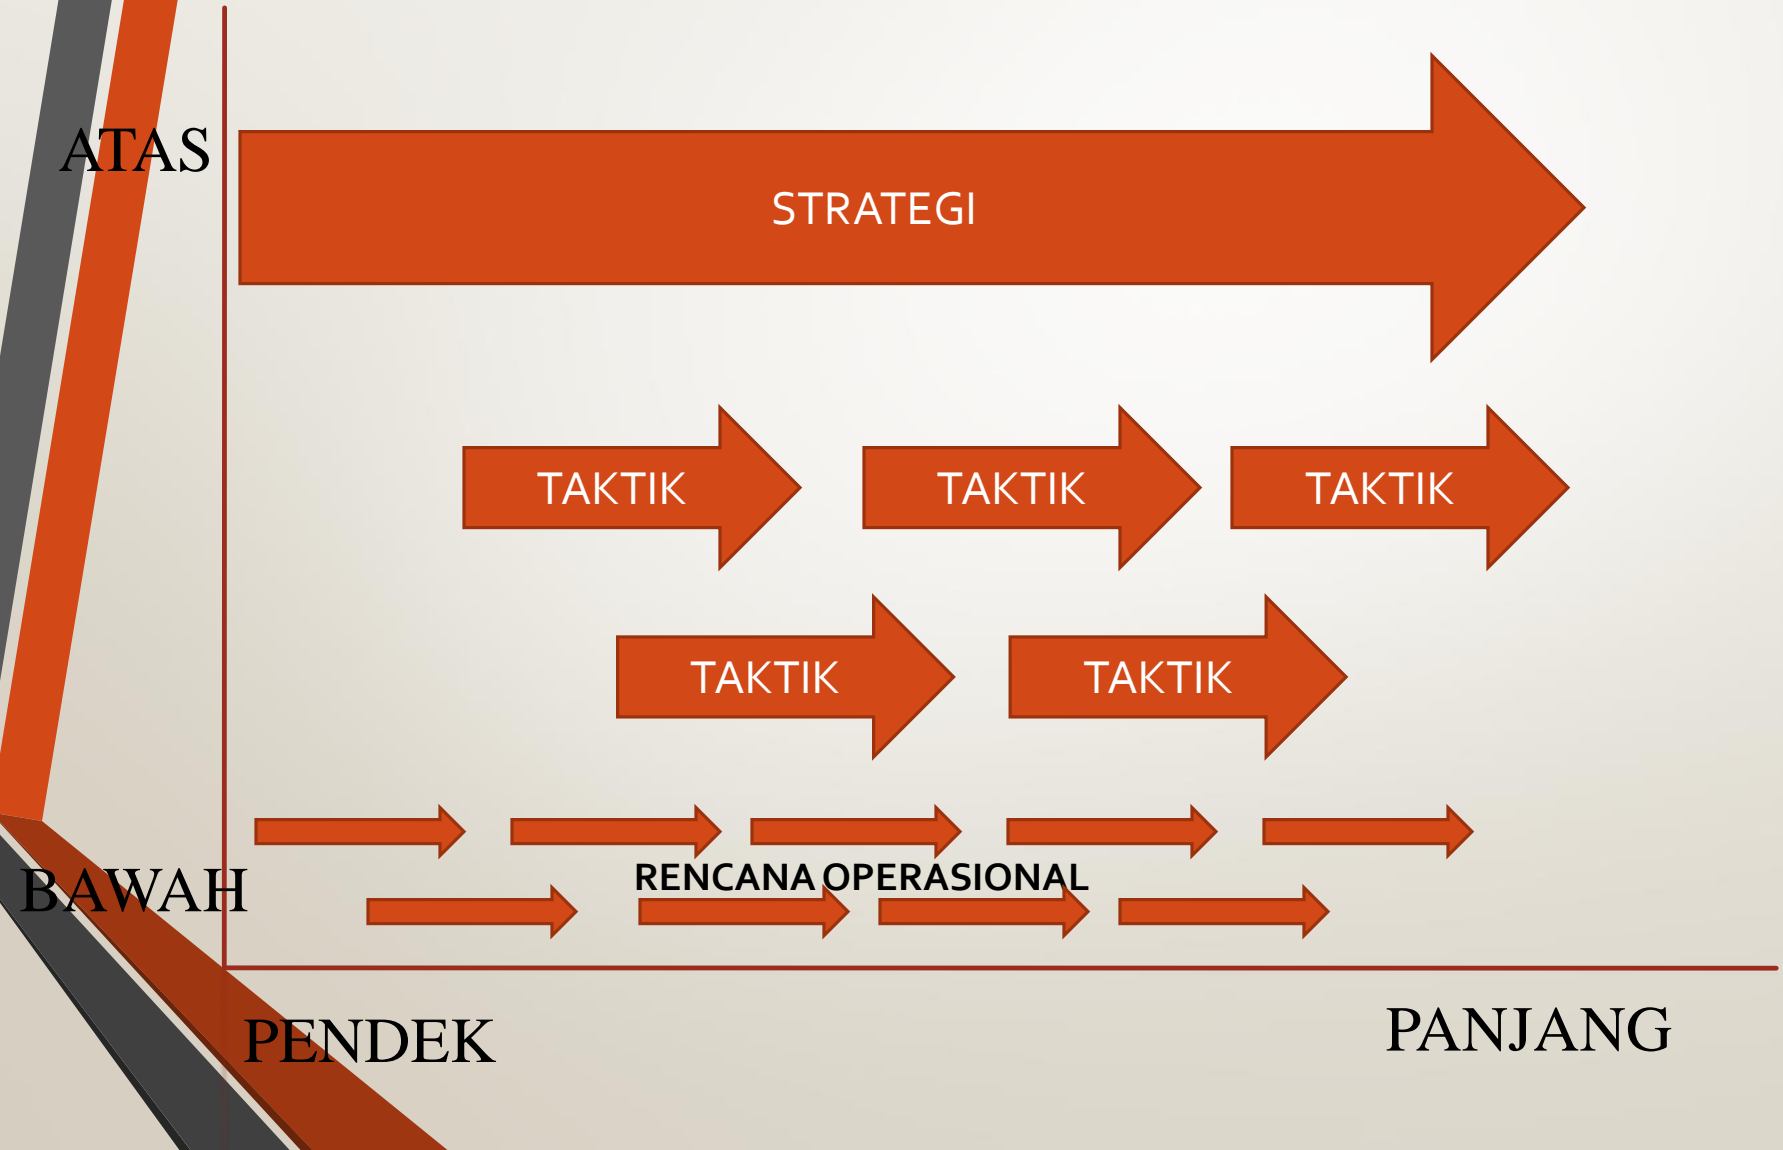 ATAS
STRATEGI
TAKTIK
TAKTIK
TAKTIK
TAKTIK
TAKTIK
BAWAH
RENCANA OPERASIONAL
PENDEK
PANJANG